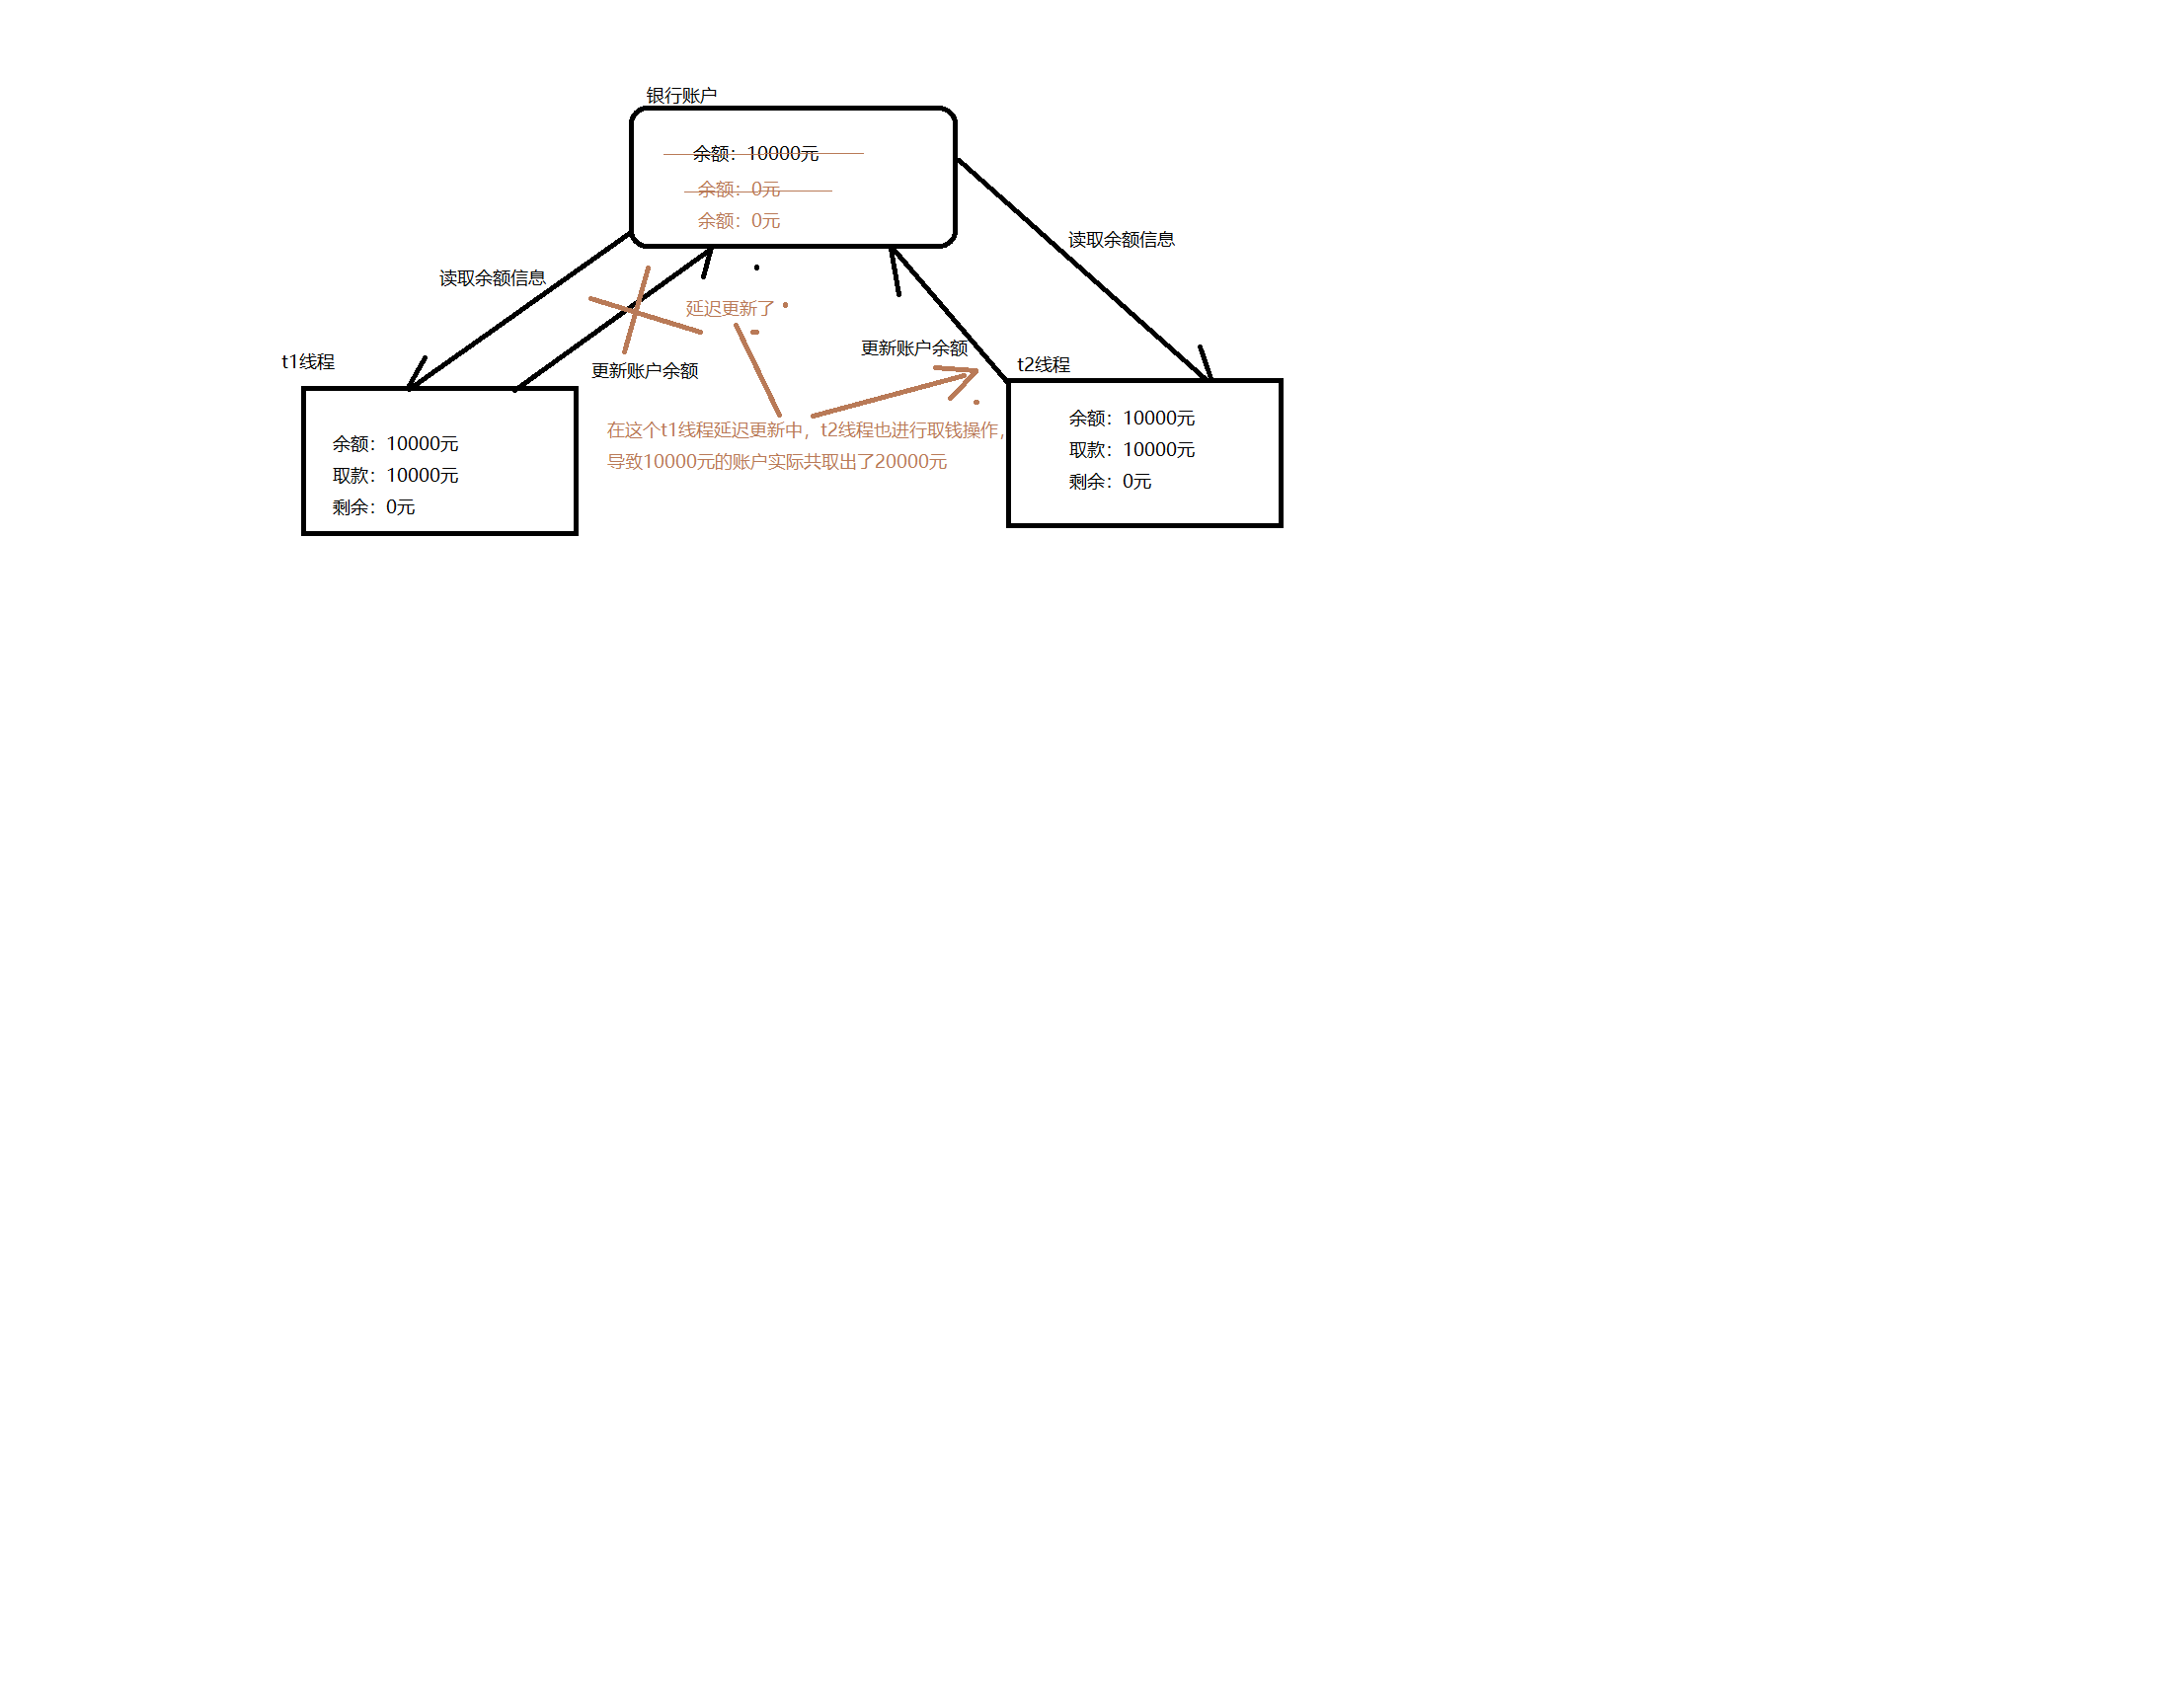 银行账户
余额：10000元
余额：0元
余额：0元
读取余额信息
读取余额信息
延迟更新了
更新账户余额
更新账户余额
t1线程
t2线程
余额：10000元
取款：10000元
剩余：0元
在这个t1线程延迟更新中，t2线程也进行取钱操作，
导致10000元的账户实际共取出了20000元
余额：10000元
取款：10000元
剩余：0元